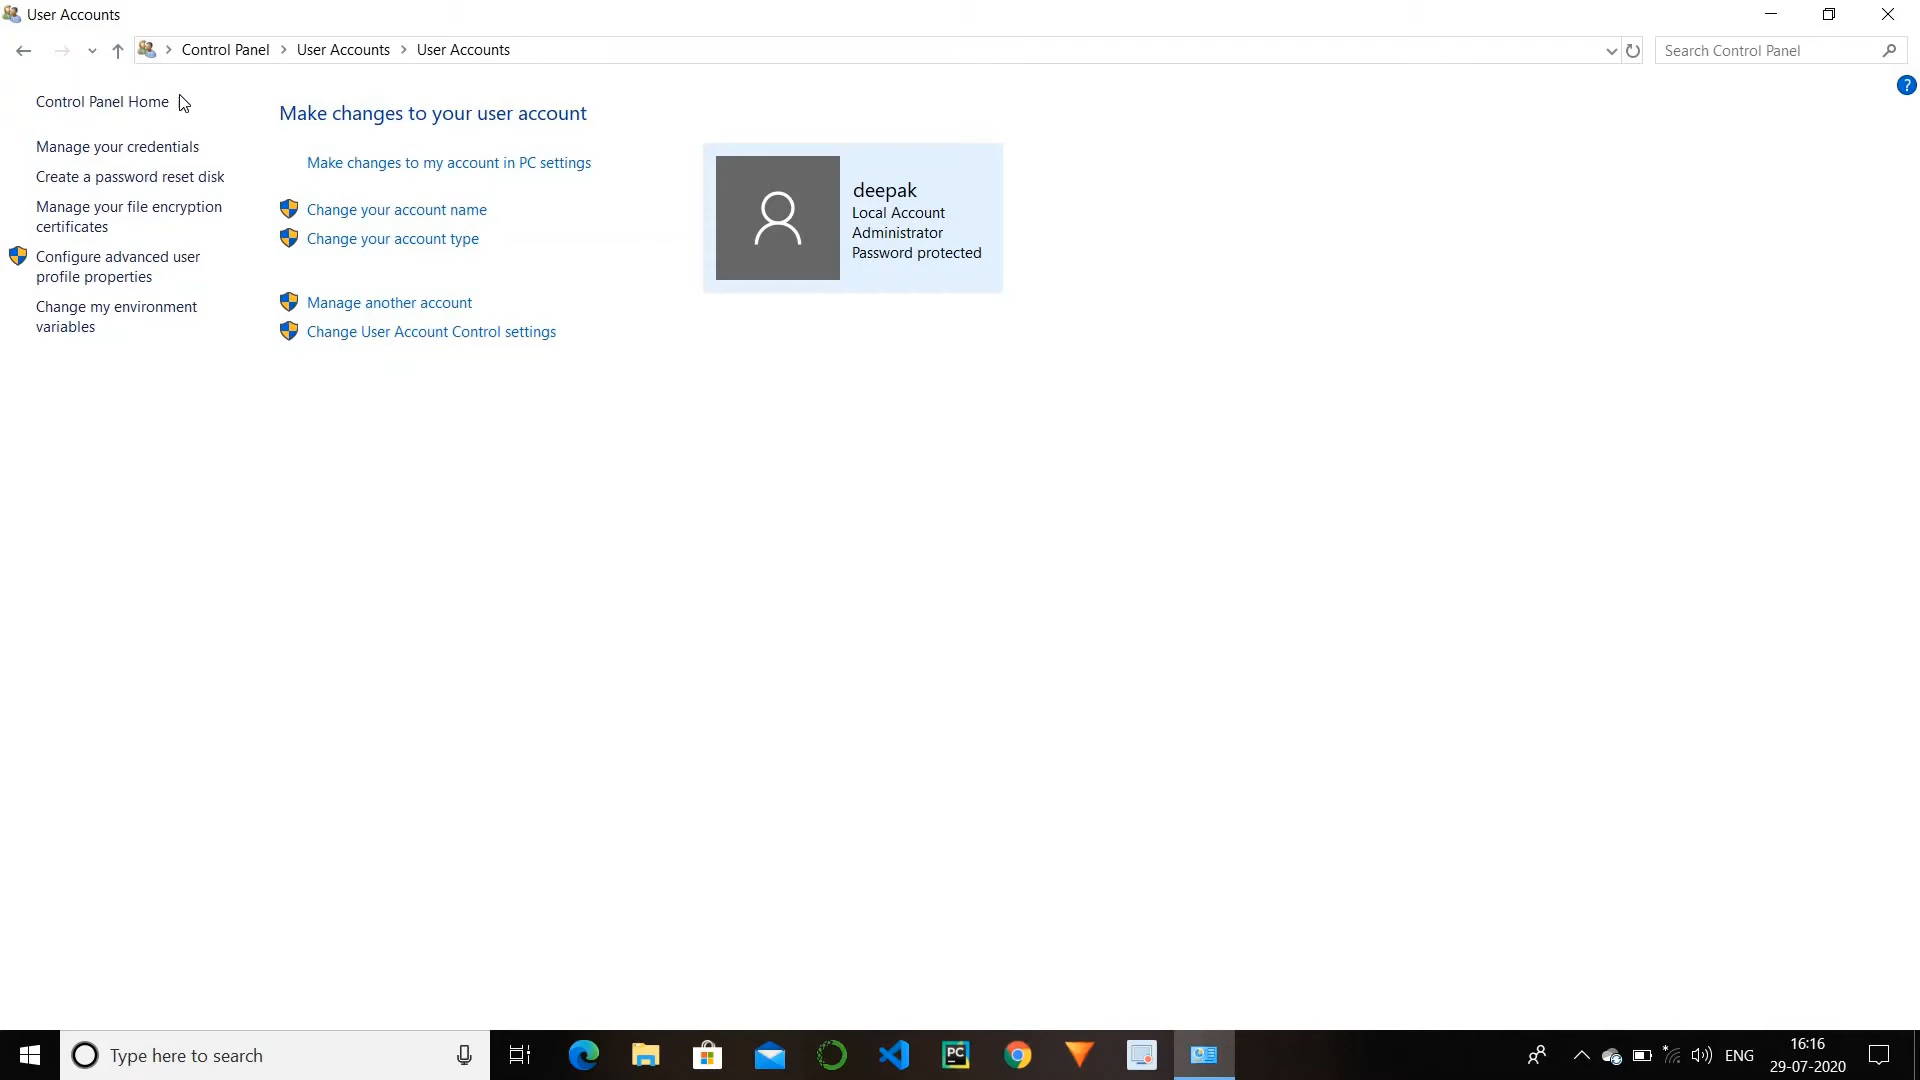 User Accounts
Control Panel > User Accounts > User Accounts
Search Control Panel
?
Control Panel Home
Manage your credentials
Create a password reset disk
Manage your file encryption
certificates
Configure advanced user
profile properties
Change my environment
variables
Make changes to your user account
Make changes to my account in PC settings
Change your account name
Change your account type
Manage another account
Change User Account Control settings
deepak
Local Account
Administrator
Password protected
Type here to search
PC
ENG
16:16
29-07-2020